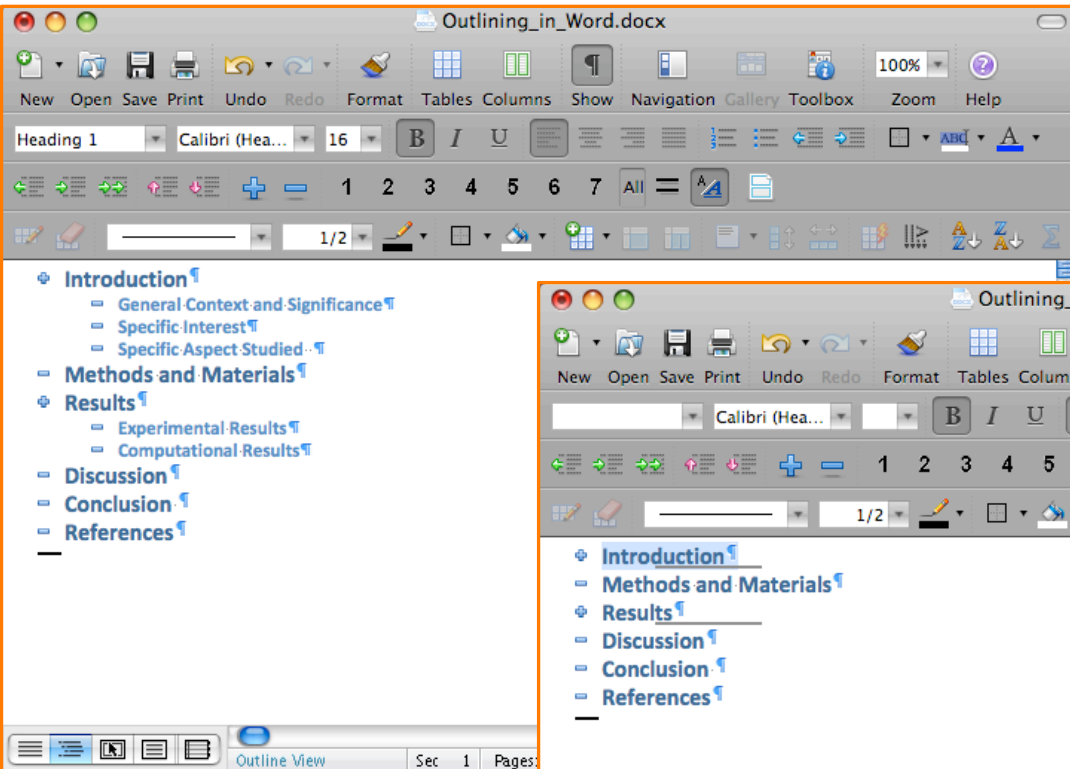 Outlining_in_Word.docx
New Open Save Print Undo Redo Format Tables Columns Show Navigation Gallery Toolbox Zoom Help
100%
Heading 1 Calibri (Hea... 16 B I U ABC A
1 2 3 4 5 6 7 All A A
1/2 A Z Z A Σ
Introduction¶
General·Context·and·Significance¶
Specific·Interest¶
Specific·Aspect·Studied··¶
Methods·and·Materials¶
Results¶
Experimental·Results¶
Computational·Results¶
Discussion¶
Conclusion·¶
References¶
Outline View Sec 1 Pages:
Outlining_
New Open Save Print Undo Redo Format Tables Colum
Calibri (Hea... B I U
1 2 3 4 5
1/2
Introduction¶
Methods·and·Materials¶
Results¶
Discussion¶
Conclusion·¶
References¶